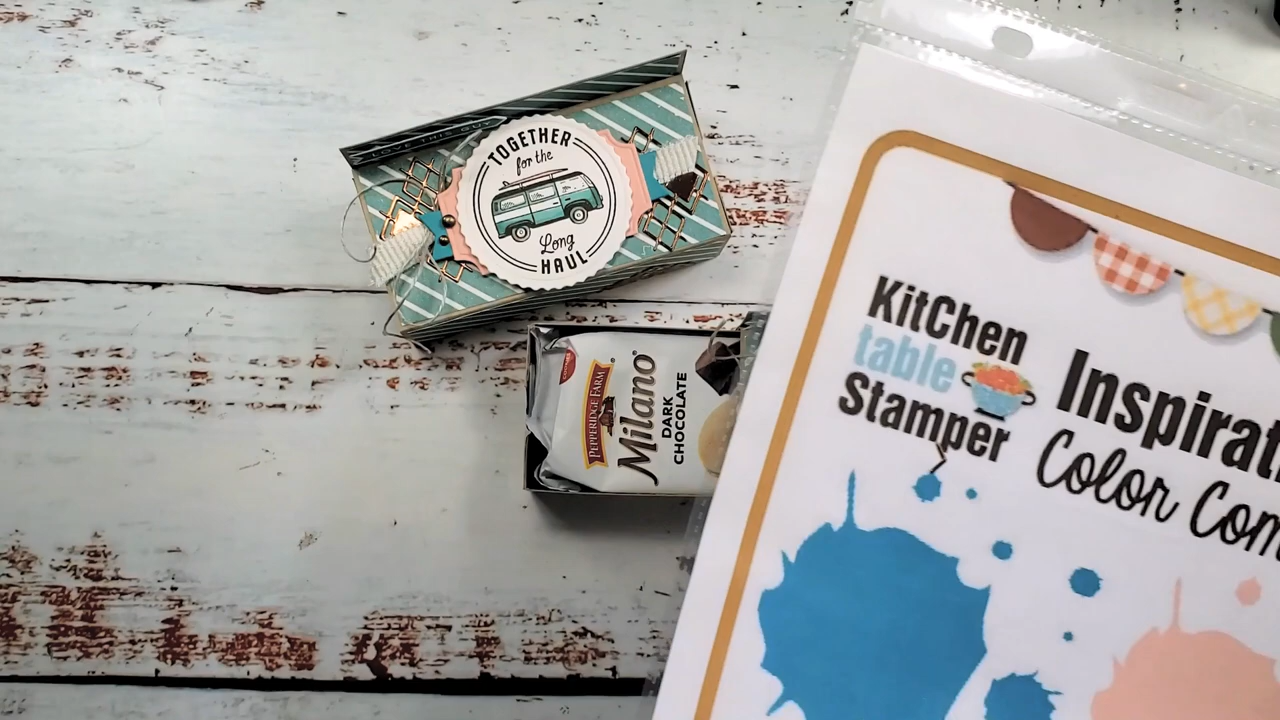 LOVE THIS GUY
TOGETHER
for the
Long
HAUL
PEPPERIDGE FARM
Milano
DARK
CHOCOLATE
KitChen
table
Stamper
Inspirat
Color Com